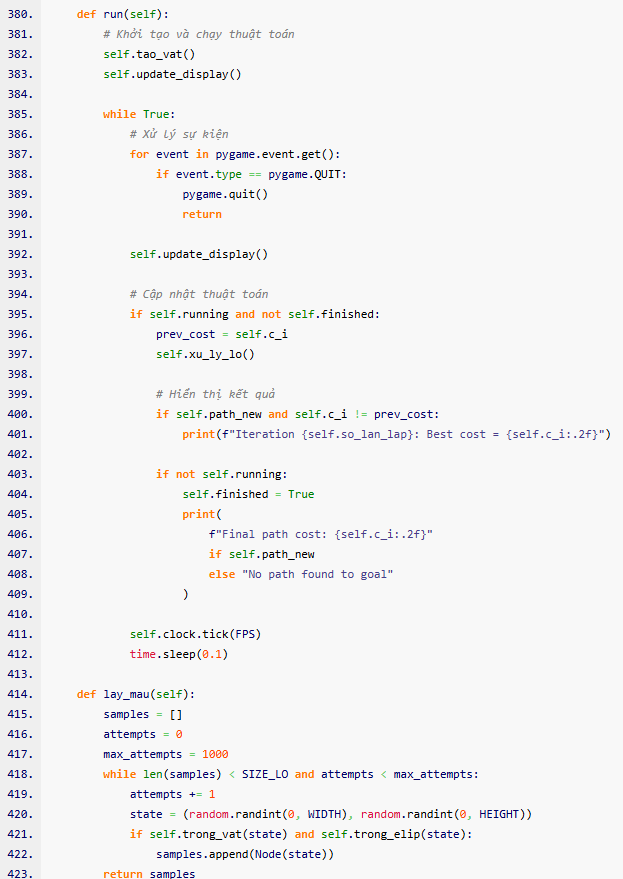 380. def run(self):
381. # Khởi tạo và chạy thuật toán
382. self.tao_vat()
383. self.update_display()
384.
385. while True:
386. # Xử lý sự kiện
387. for event in pygame.event.get():
388. if event.type == pygame.QUIT:
389. pygame.quit()
390. return
391.
392. self.update_display()
393.
394. # Cập nhật thuật toán
395. if self.running and not self.finished:
396. prev_cost = self.c_i
397. self.xu_ly_lo()
398.
399. # Hiển thị kết quả
400. if self.path_new and self.c_i != prev_cost:
401. print(f"Iteration {self.so_lan_lap}: Best cost = {self.c_i:.2f}")
402.
403. if not self.running:
404. self.finished = True
405. print(
406. f"Final path cost: {self.c_i:.2f}"
407. if self.path_new
408. else "No path found to goal"
409. )
410.
411. self.clock.tick(FPS)
412. time.sleep(0.1)
413.
414. def lay_mau(self):
415. samples = []
416. attempts = 0
417. max_attempts = 1000
418. while len(samples) < SIZE_LO and attempts < max_attempts:
419. attempts += 1
420. state = (random.randint(0, WIDTH), random.randint(0, HEIGHT))
421. if self.trong_vat(state) and self.trong_elip(state):
422. samples.append(Node(state))
423. return samples